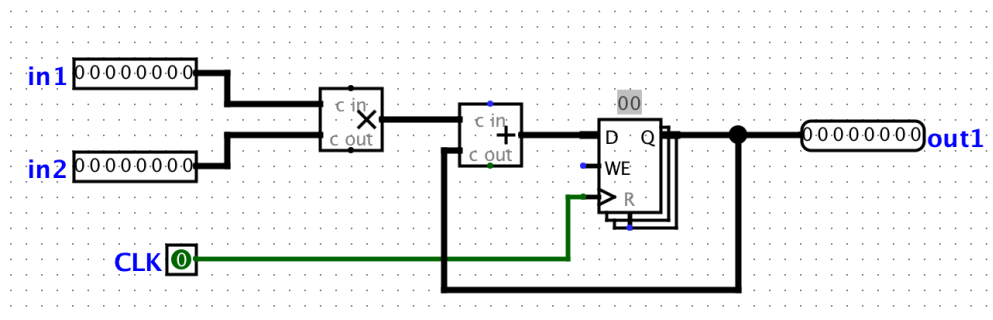 00
in1 00000000
c in
×
c out
c in
+
c out
D Q
00000000 out1
in2 00000000
WE
R
CLK 0